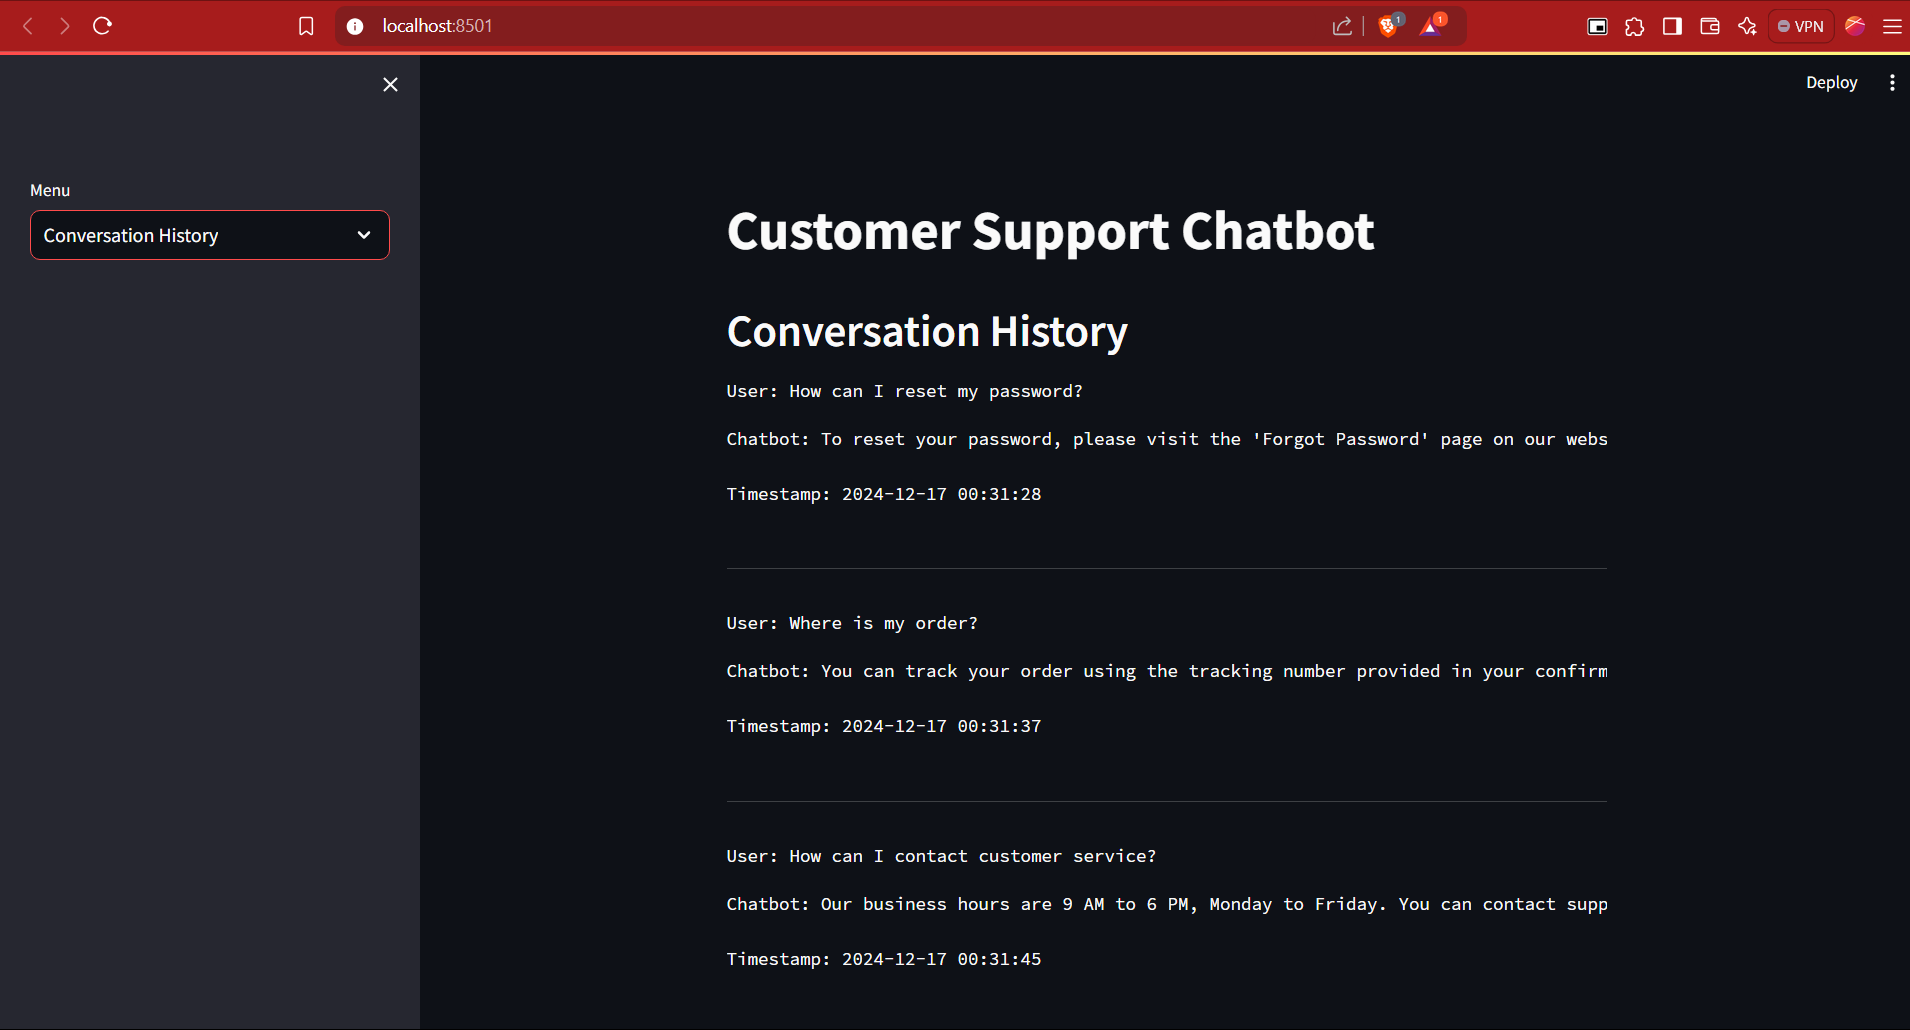 localhost:8501
1
1
VPN
Deploy
Menu
Conversation History
Customer Support Chatbot
Conversation History
User: How can I reset my password?
Chatbot: To reset your password, please visit the 'Forgot Password' page on our webs
Timestamp: 2024-12-17 00:31:28
User: Where is my order?
Chatbot: You can track your order using the tracking number provided in your confirm
Timestamp: 2024-12-17 00:31:37
User: How can I contact customer service?
Chatbot: Our business hours are 9 AM to 6 PM, Monday to Friday. You can contact supp
Timestamp: 2024-12-17 00:31:45